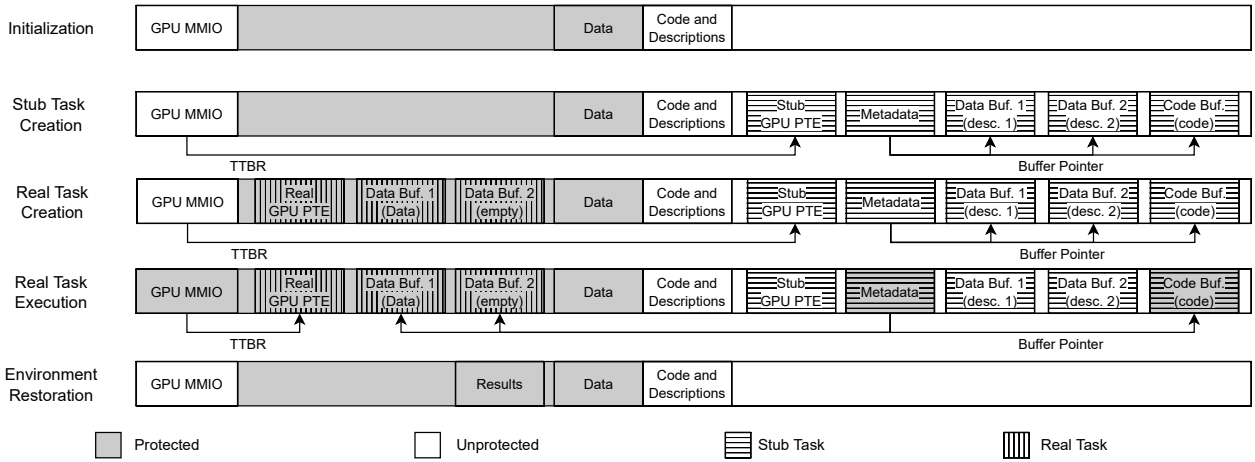 Initialization
GPU MMIO
Data
Code and
Descriptions
Stub Task
Creation
GPU MMIO
Data
Code and
Descriptions
Stub
GPU PTE
Metadata
Data Buf. 1
(desc. 1)
Data Buf. 2
(desc. 2)
Code Buf.
(code)
TTBR
Buffer Pointer
Real Task
Creation
GPU MMIO
Real
GPU PTE
Data Buf. 1
(Data)
Data Buf. 2
(empty)
Data
Code and
Descriptions
Stub
GPU PTE
Metadata
Data Buf. 1
(desc. 1)
Data Buf. 2
(desc. 2)
Code Buf.
(code)
TTBR
Buffer Pointer
Real Task
Execution
GPU MMIO
Real
GPU PTE
Data Buf. 1
(Data)
Data Buf. 2
(empty)
Data
Code and
Descriptions
Stub
GPU PTE
Metadata
Data Buf. 1
(desc. 1)
Data Buf. 2
(desc. 2)
Code Buf.
(code)
TTBR
Buffer Pointer
Environment
Restoration
GPU MMIO
Results
Data
Code and
Descriptions
Protected
Unprotected
Stub Task
Real Task